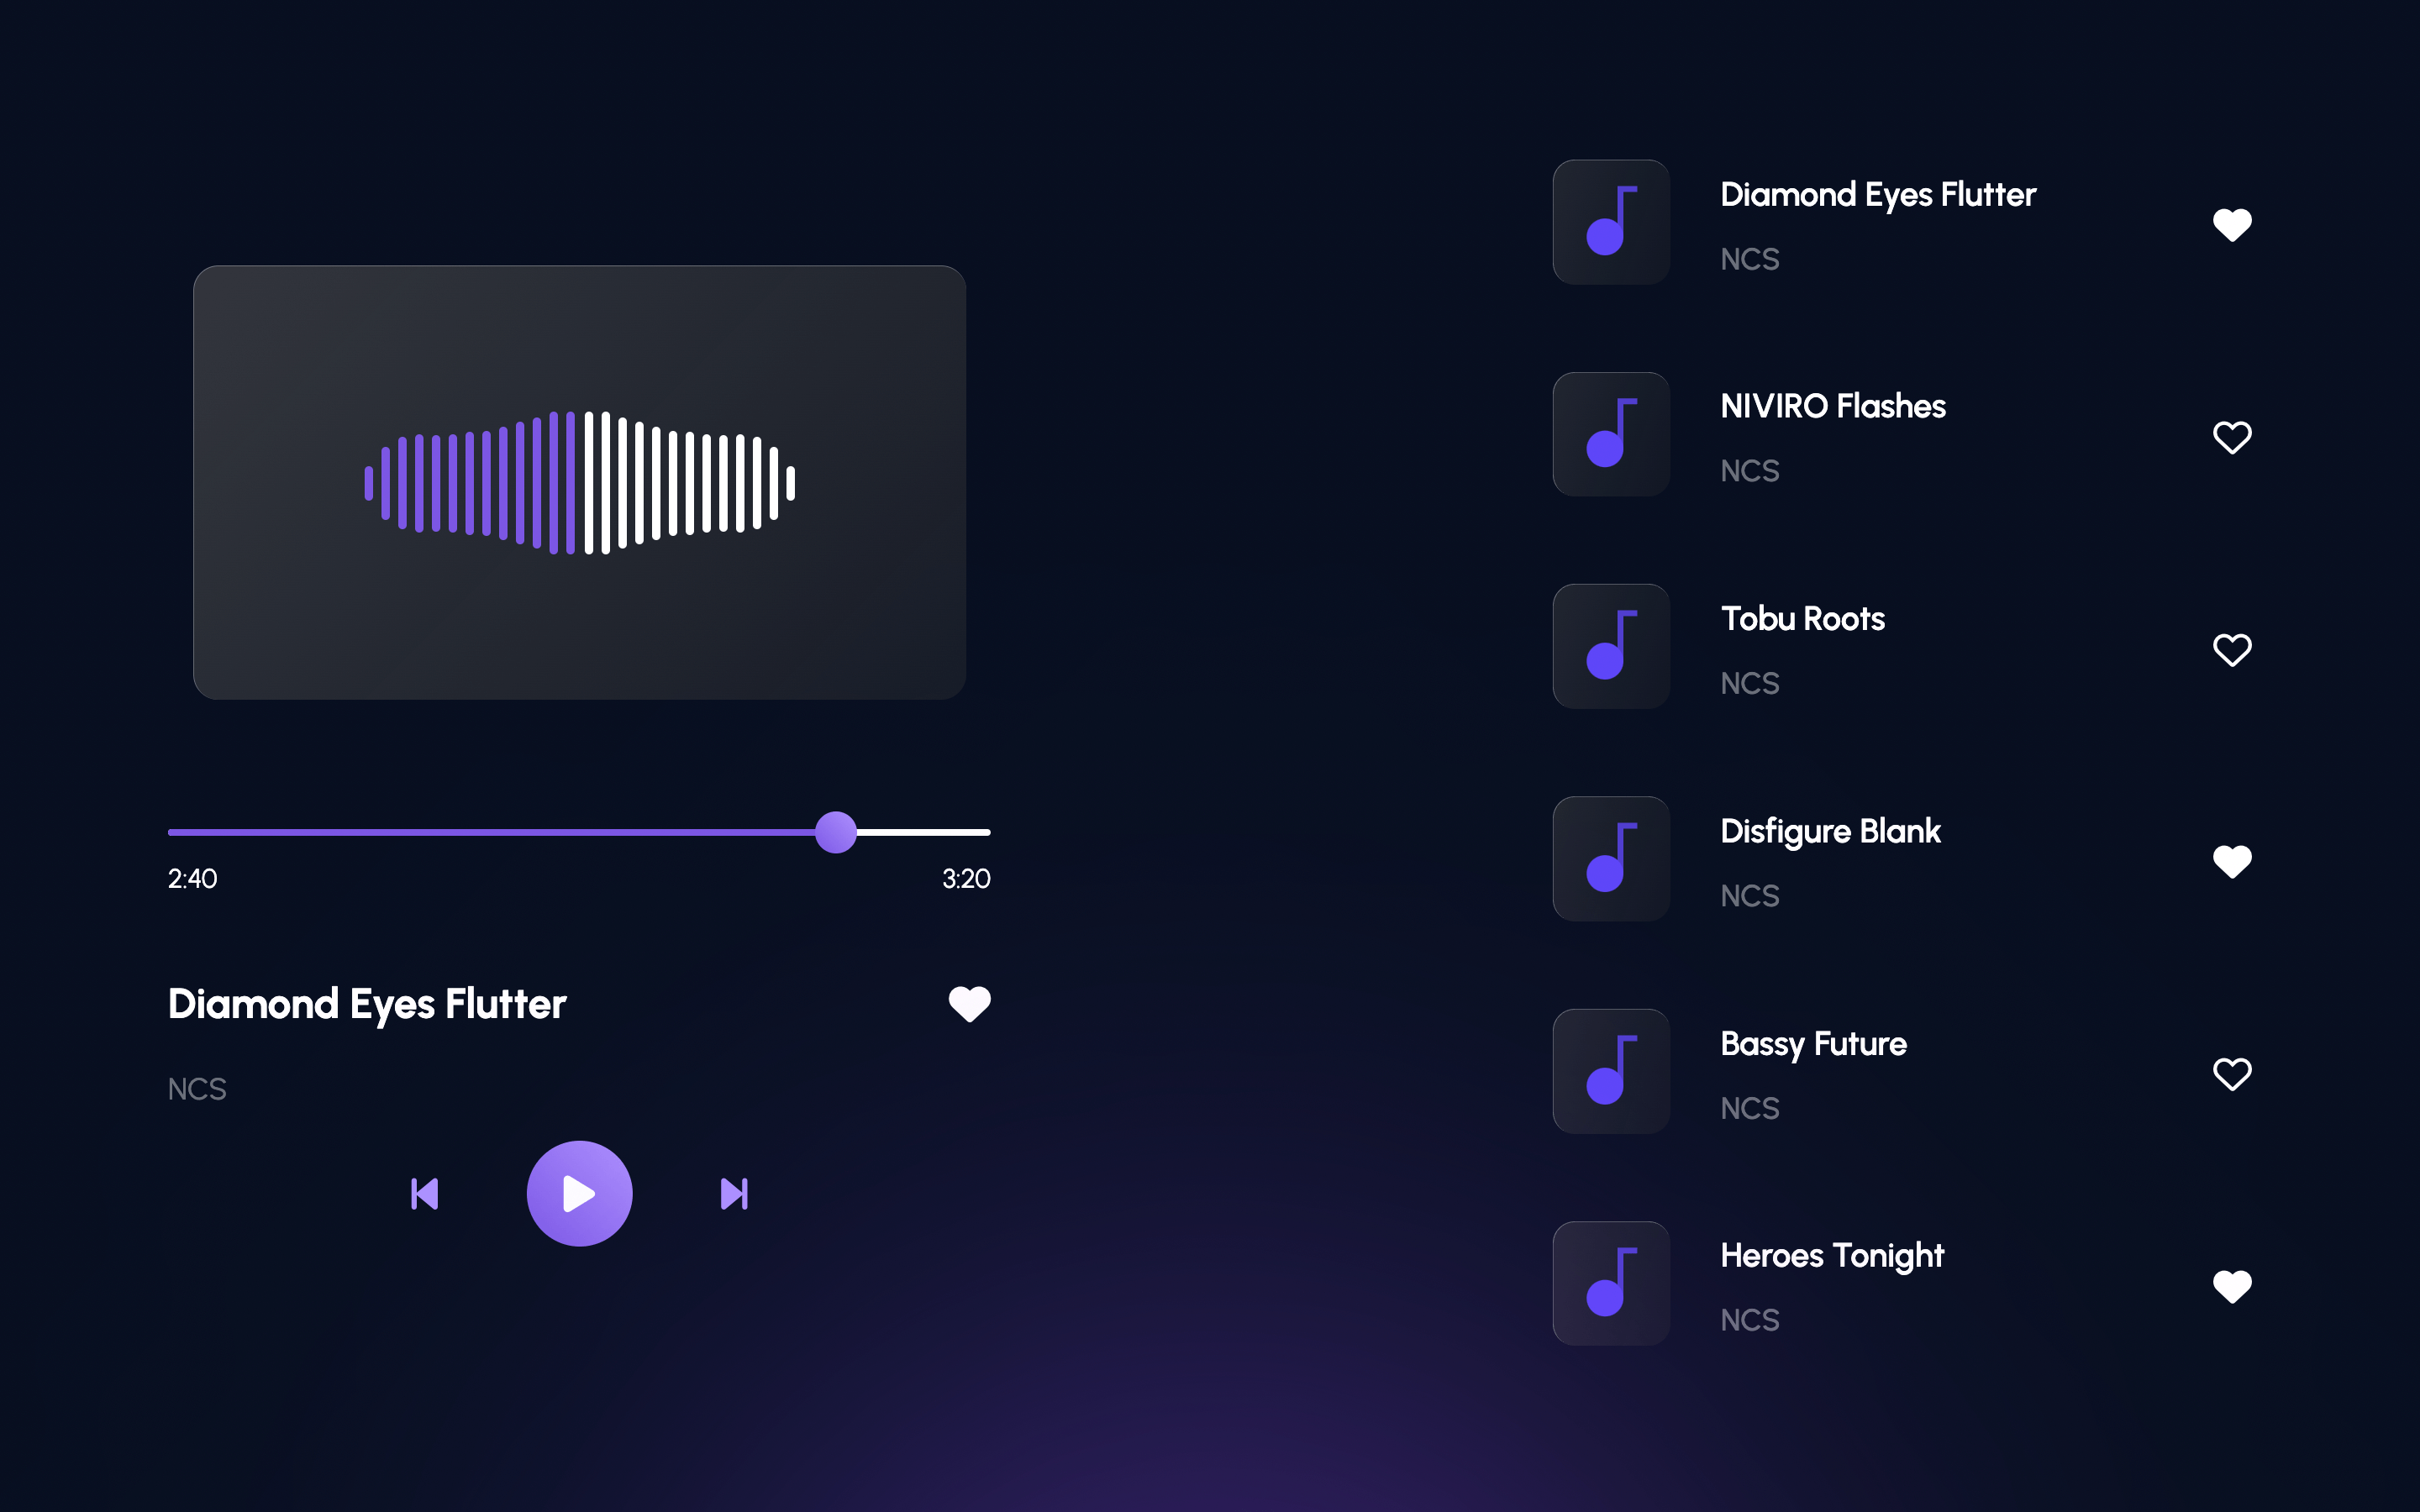 2:40
3:20
Diamond Eyes Flutter
NCS
Diamond Eyes Flutter
NCS
NIVIRO Flashes
NCS
Tobu Roots
NCS
Disfigure Blank
NCS
Bassy Future
NCS
Heroes Tonight
NCS